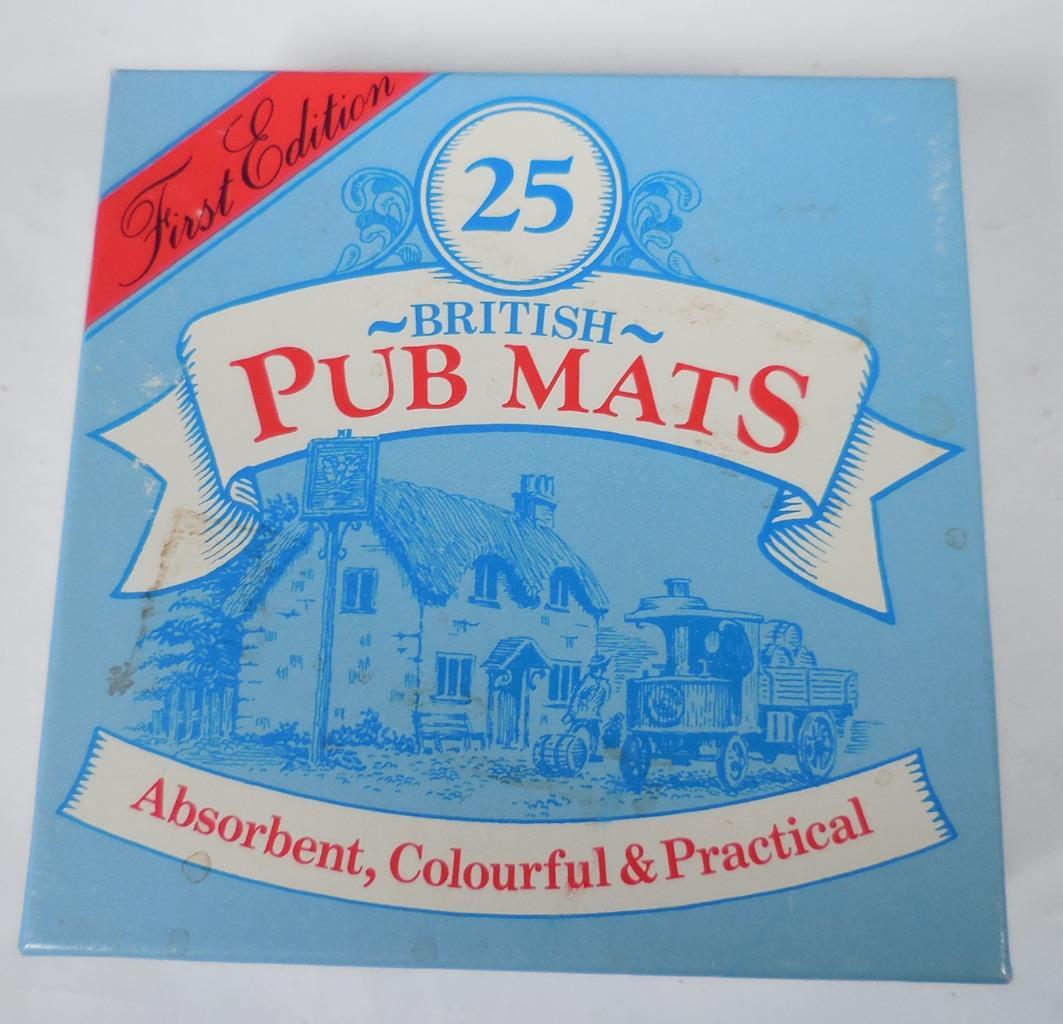 First Edition
25
~BRITISH~
PUB MATS
Absorbent, Colourful & Practical